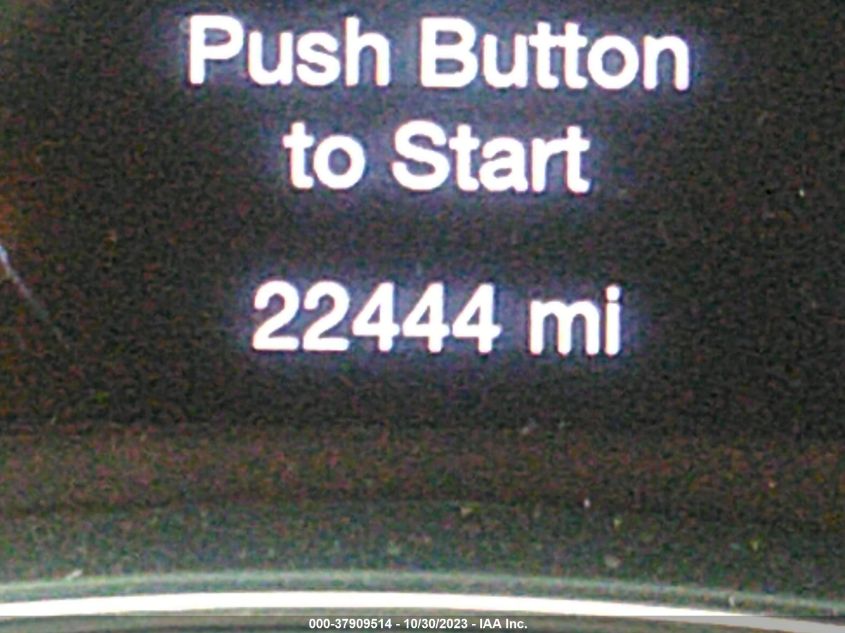 Push Button
to Start
22444 mi
000-37909514 - 10/30/2023 - IAA Inc.